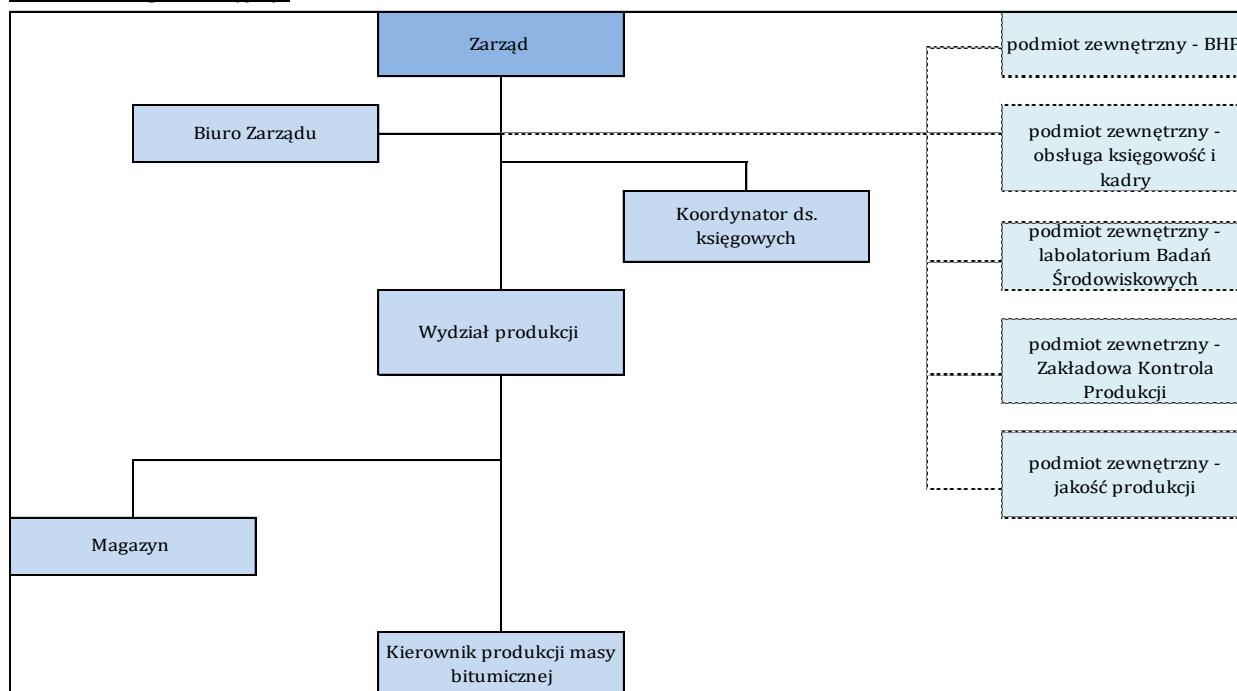 Zarząd
podmiot zewnętrzny - BHP
Biuro Zarządu
podmiot zewnętrzny -
obsługa księgowość i
kadry
Koordynator ds.
księgowych
podmiot zewnętrzny -
labolatorium Badań
Środowiskowych
Wydział produkcji
podmiot zewnetrzny -
Zakładowa Kontrola
Produkcji
podmiot zewnętrzny -
jakość produkcji
Magazyn
Kierownik produkcji masy
bitumicznej